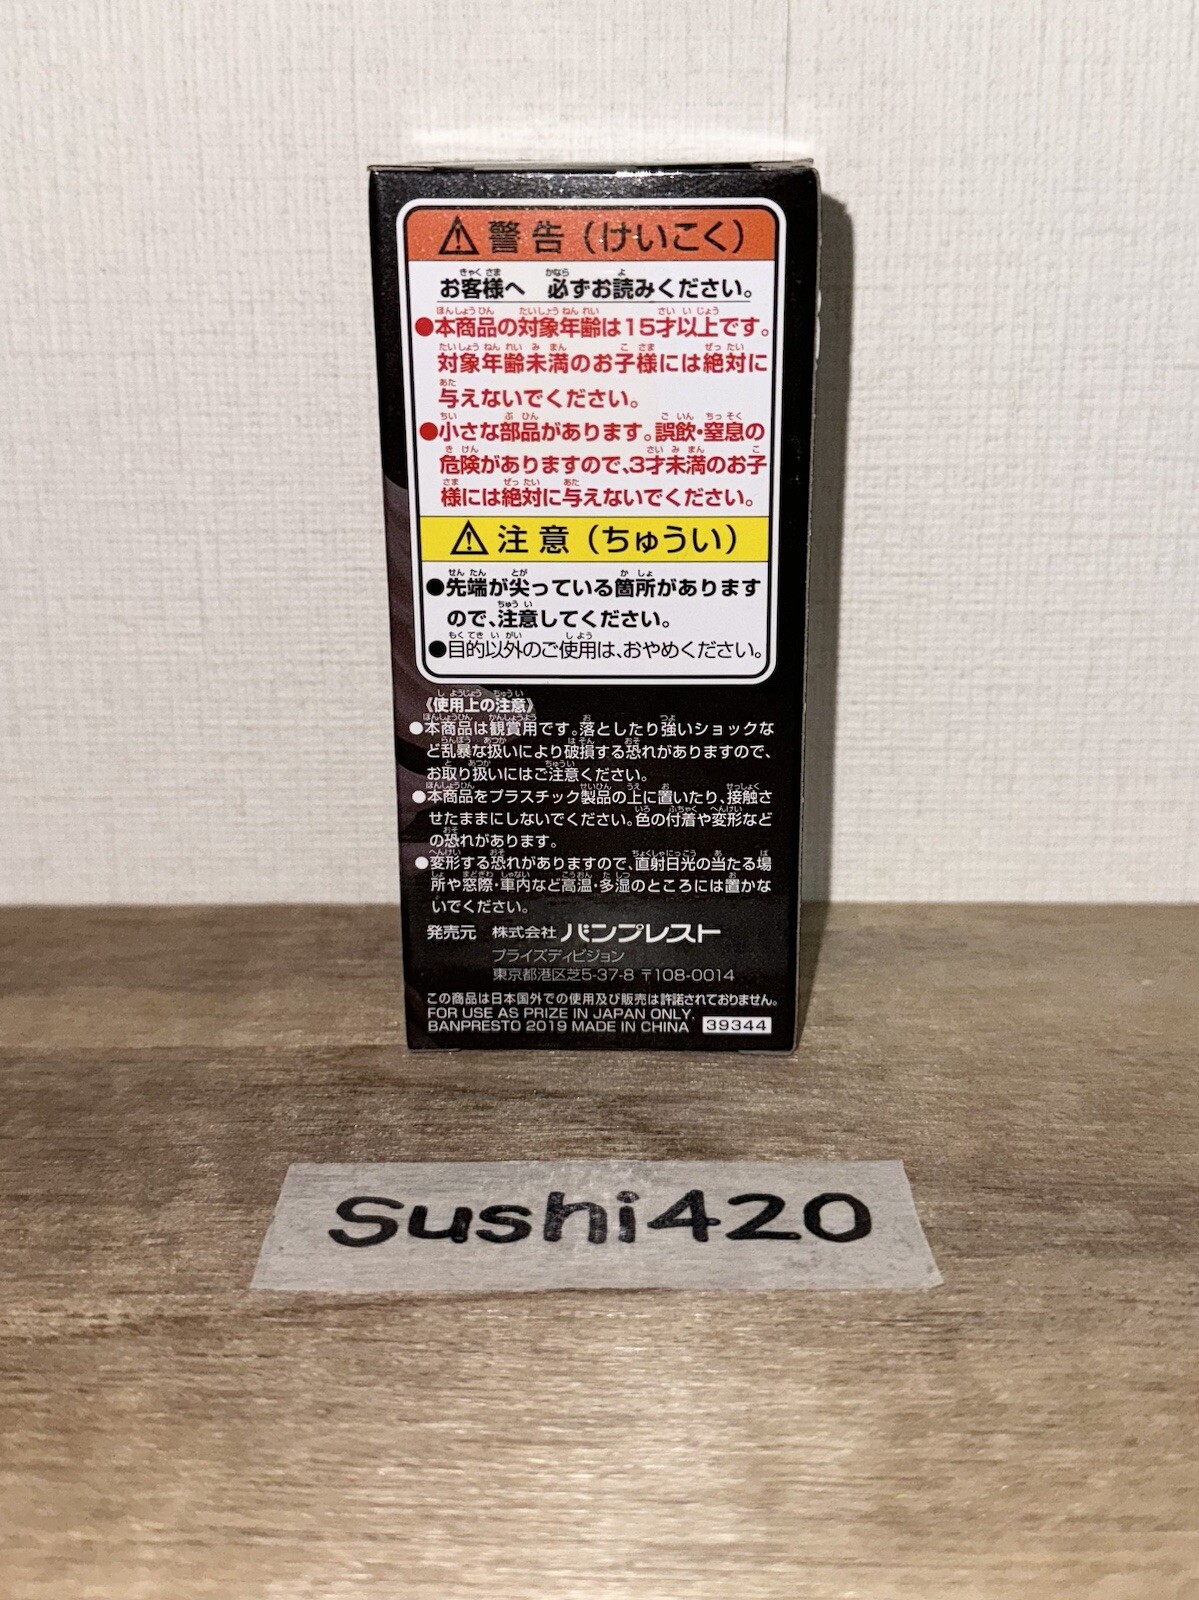 ⚠警告（けいこく）
お客様へ 必ずお読みください。
●本商品の対象年齢は15才以上です。
対象年齢未満のお子様には絶対に
与えないでください。
●小さな部品があります。誤飲・窒息の
危険がありますので、3才未満のお子
様には絶対に与えないでください。
⚠注意（ちゅうい）
●先端が尖っている箇所があります
ので、注意してください。
●目的以外のご使用は、おやめください。
《使用上の注意》
●本商品は観賞用です。落としたり強いショックな
ど乱暴な扱いにより破損する恐れがありますので、
お取り扱いにはご注意ください。
●本商品をプラスチック製品の上に置いたり、接触さ
せたままにしないでください。色の付着や変形など
の恐れがあります。
●変形する恐れがありますので、直射日光の当たる場
所や窓際・車内など高温・多湿のところには置かな
いでください。
発売元 株式会社バンプレスト
プライズディビジョン
東京都港区芝5-37-8 〒108-0014
この商品は日本国外での使用及び販売は許諾されておりません。
FOR USE AS PRIZE IN JAPAN ONLY.
BANPRESTO 2019 MADE IN CHINA 39344
Sushi420